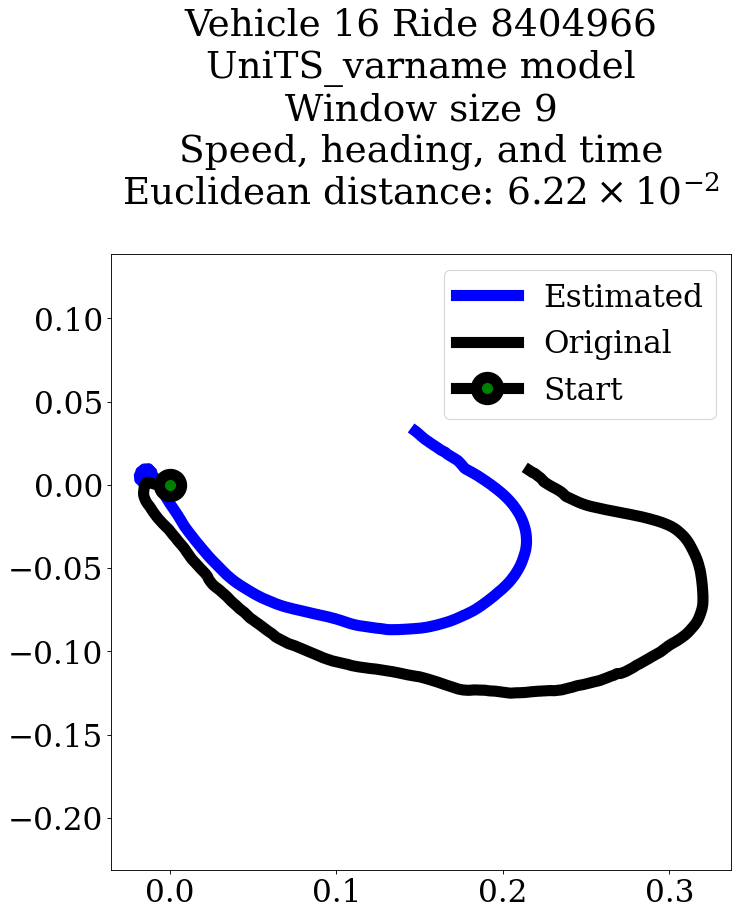 Vehicle 16 Ride 8404966
UniTS_varname model
Window size 9
Speed, heading, and time
Euclidean distance: 6.22 × 10⁻²
Estimated
Original
Start
0.10
0.05
0.00
−0.05
−0.10
−0.15
−0.20
0.0 0.1 0.2 0.3